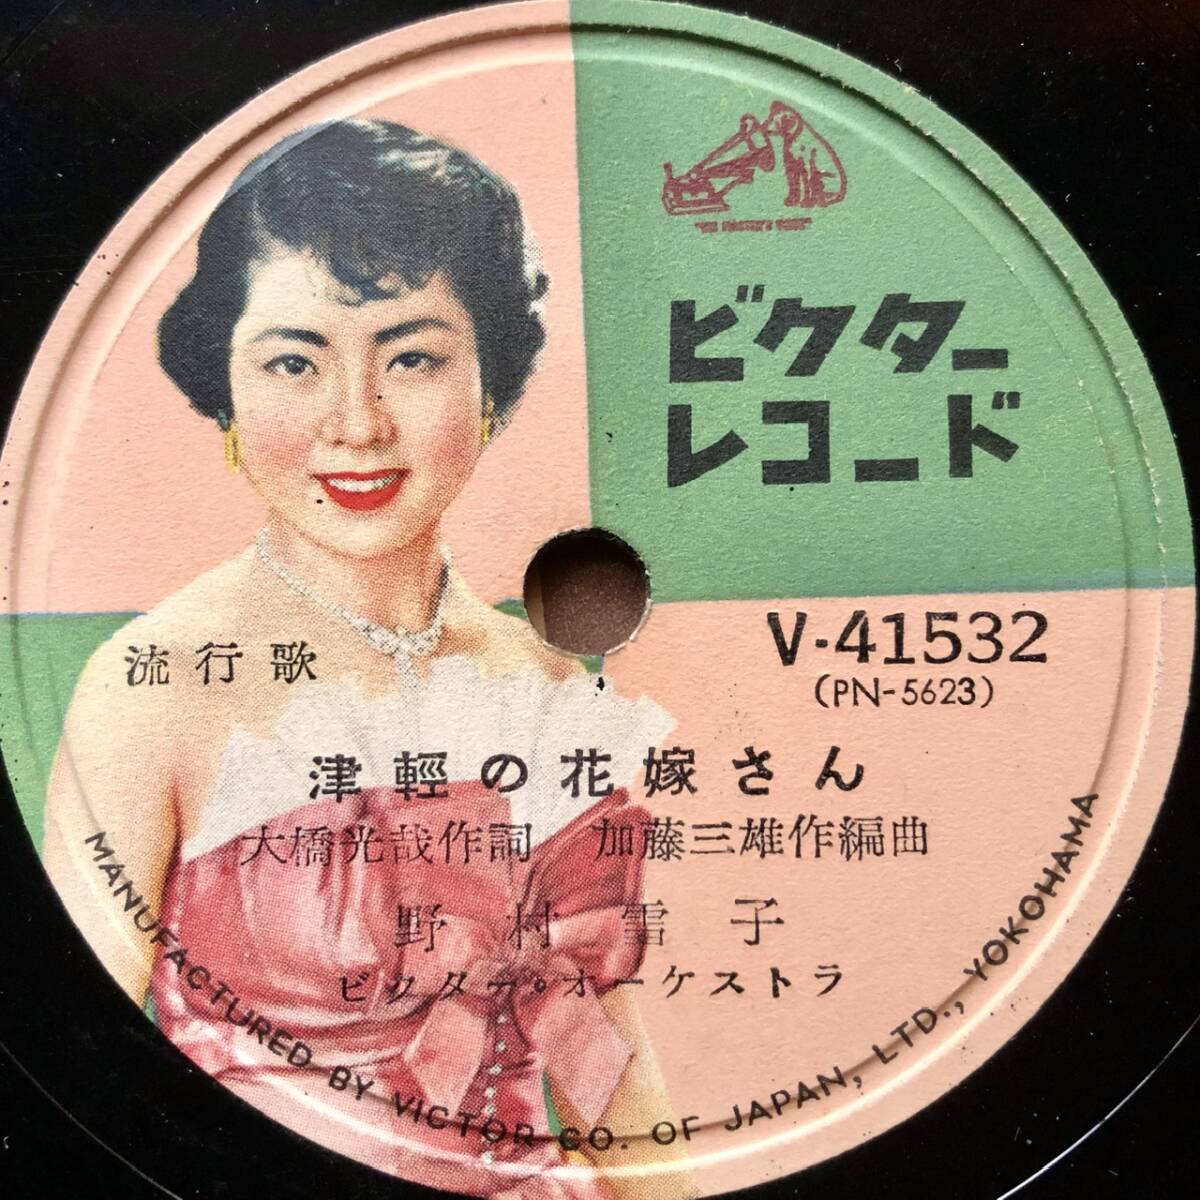 "HIS MASTER'S VOICE"
ビクター
レコード
V-41532
(PN-5623)
流行歌
津輕の花嫁さん
大橋光哉作詞 加藤三雄作編曲
野村雪子
ビクター・オーケストラ
MANUFACTURED BY VICTOR CO. OF JAPAN, LTD., YOKOHAMA